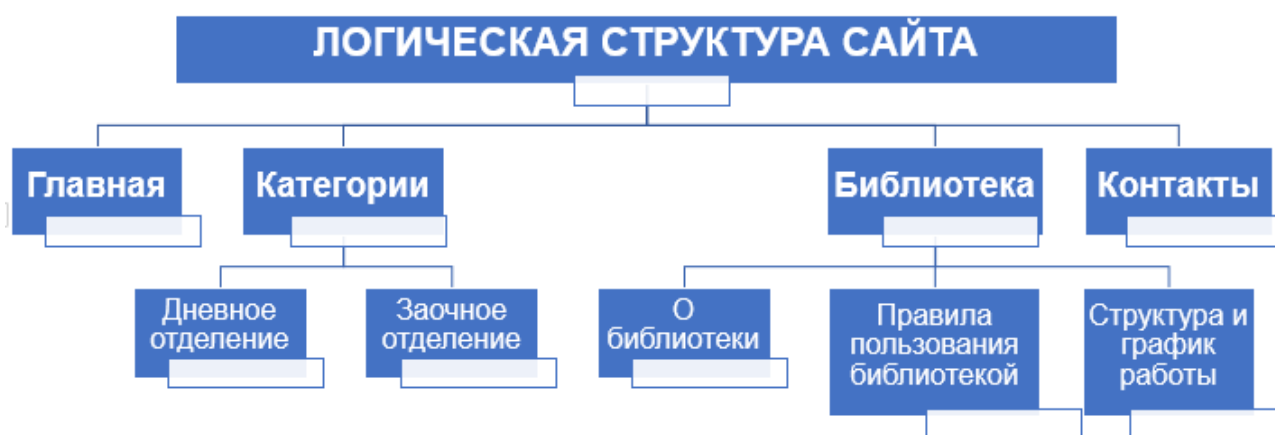 ЛОГИЧЕСКАЯ СТРУКТУРА САЙТА
Главная
Категории
Библиотека
Контакты
Дневное
отделение
Заочное
отделение
О
библиотеки
Правила
пользования
библиотекой
Структура и
график
работы